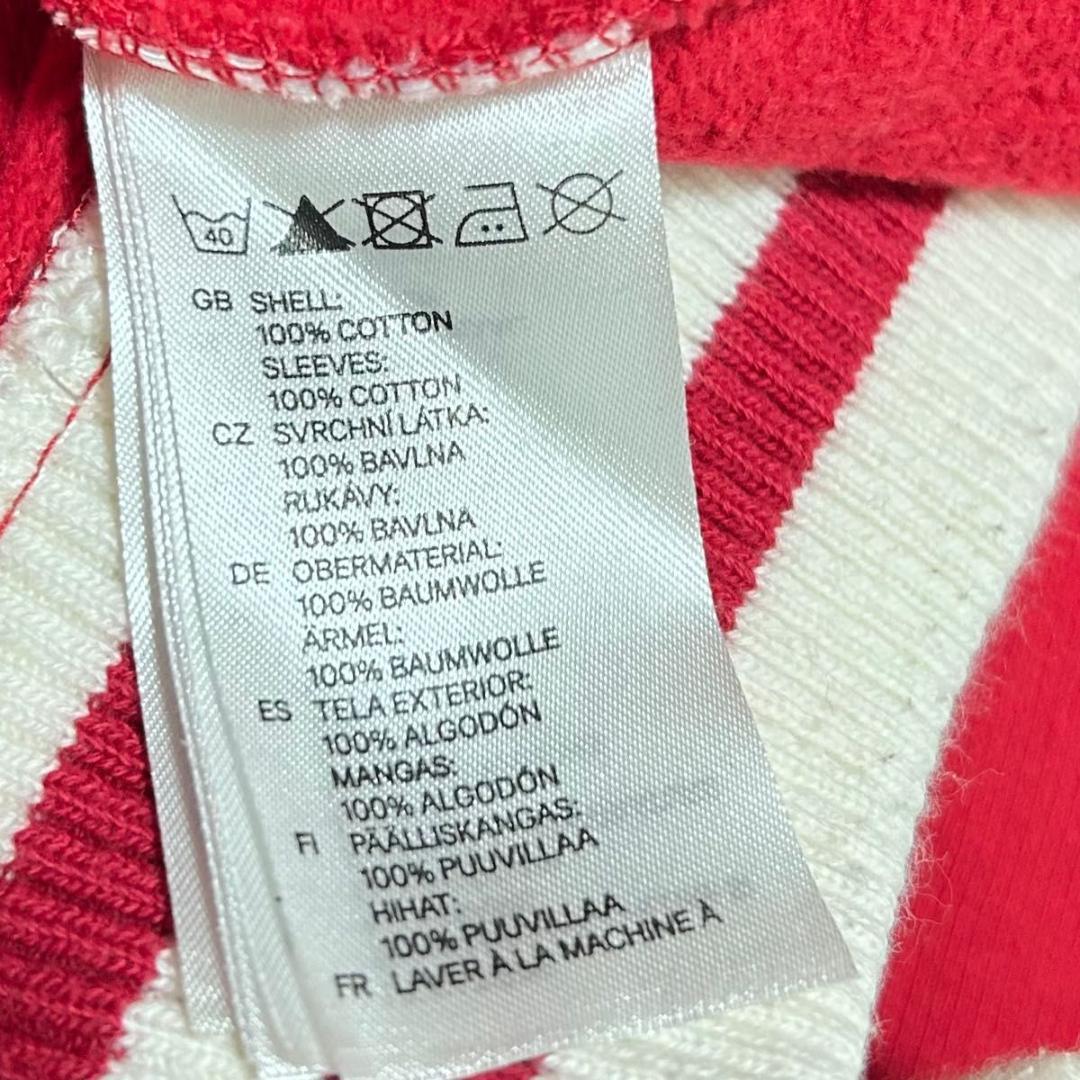 40
GB SHELL:
100% COTTON
SLEEVES:
100% COTTON
CZ SVRCHNÍ LÁTKA:
100% BAVLNA
RUKÁVY:
100% BAVLNA
DE OBERMATERIAL:
100% BAUMWOLLE
ÄRMEL:
100% BAUMWOLLE
ES TELA EXTERIOR:
100% ALGODÓN
MANGAS:
100% ALGODÓN
FI PÄÄLLISKANGAS:
100% PUUVILLAA
HIHAT:
100% PUUVILLAA
FR LAVER À LA MACHINE À